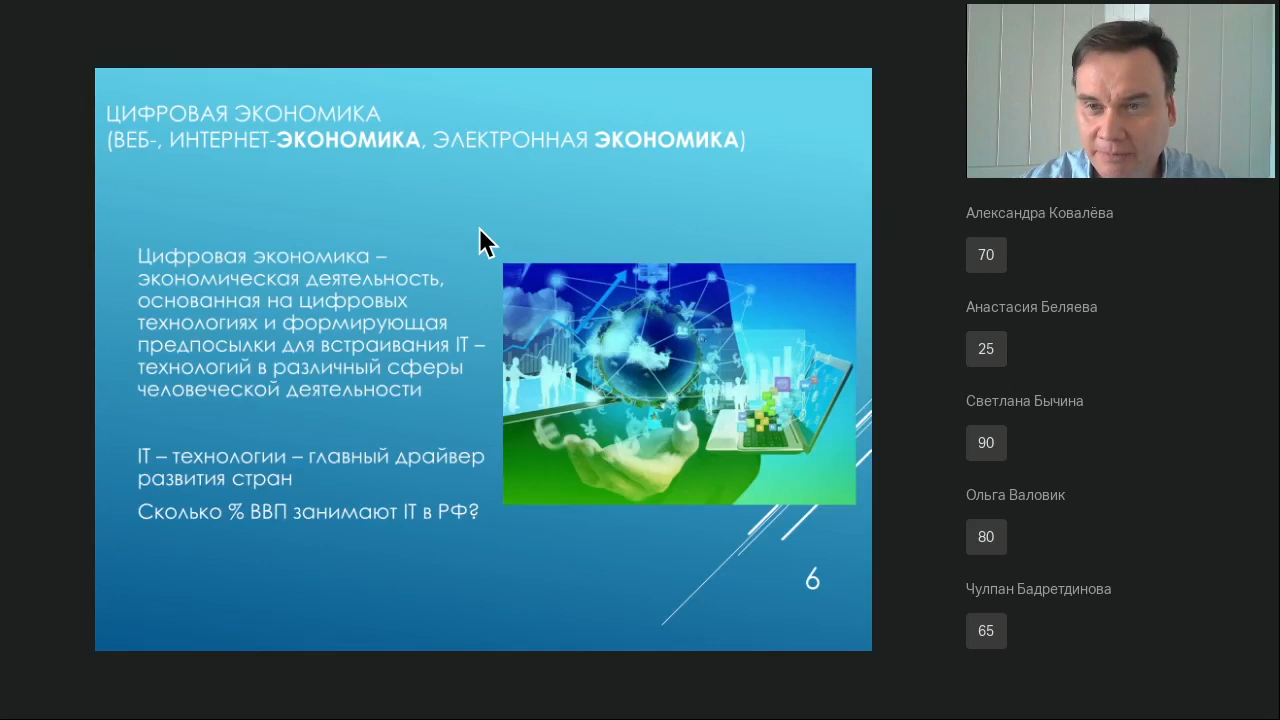 ЦИФРОВАЯ ЭКОНОМИКА
(ВЕБ-, ИНТЕРНЕТ-ЭКОНОМИКА, ЭЛЕКТРОННАЯ ЭКОНОМИКА)
Цифровая экономика –
экономическая деятельность,
основанная на цифровых
технологиях и формирующая
предпосылки для встраивания IT –
технологий в различный сферы
человеческой деятельности
IT – технологии – главный драйвер
развития стран
Сколько % ВВП занимают IT в РФ?
6
Александра Ковалёва
70
Анастасия Беляева
25
Светлана Бычина
90
Ольга Валовик
80
Чулпан Бадретдинова
65